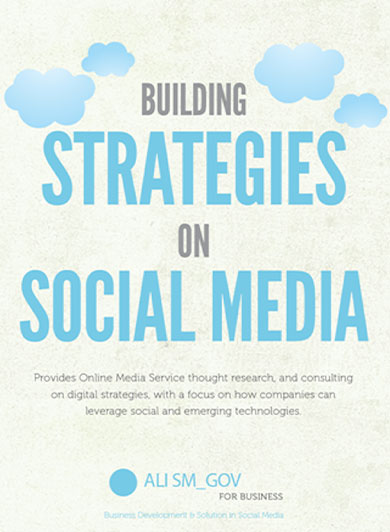 BUILDING
STRATEGIES
ON
SOCIAL MEDIA
Provides Online Media Service thought research, and consulting
on digital strategies, with a focus on how companies can
leverage social and emerging technologies.
ALI SM_GOV
FOR BUSINESS
Business Development & Solution in Social Media